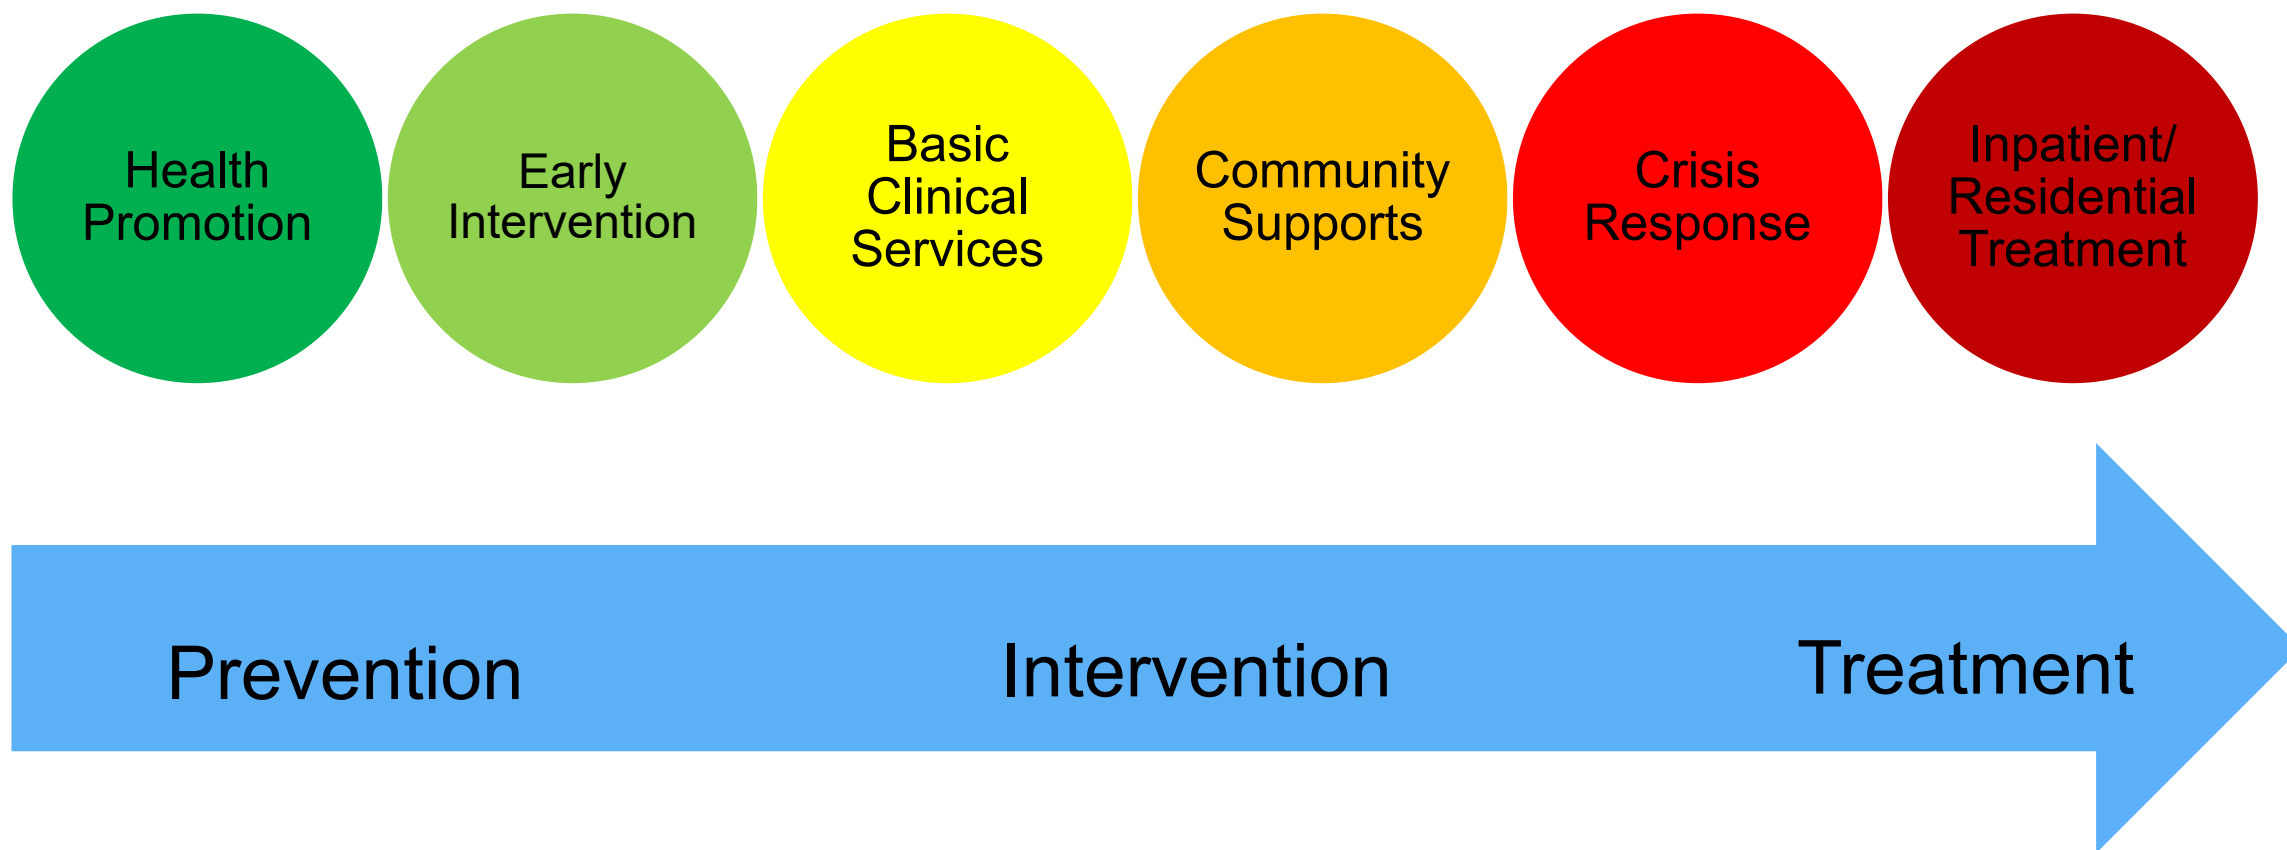 Health
Promotion
Early
Intervention
Basic
Clinical
Services
Community
Supports
Crisis
Response
Inpatient/
Residential
Treatment
Prevention
Intervention
Treatment